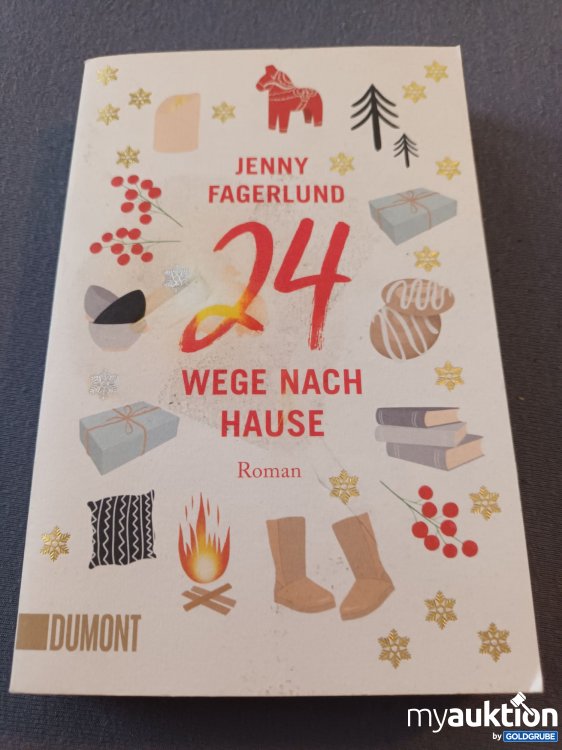 JENNY
FAGERLUND
24
WEGE NACH
HAUSE
Roman
DUMONT
myauktion
by GOLDGRUBE